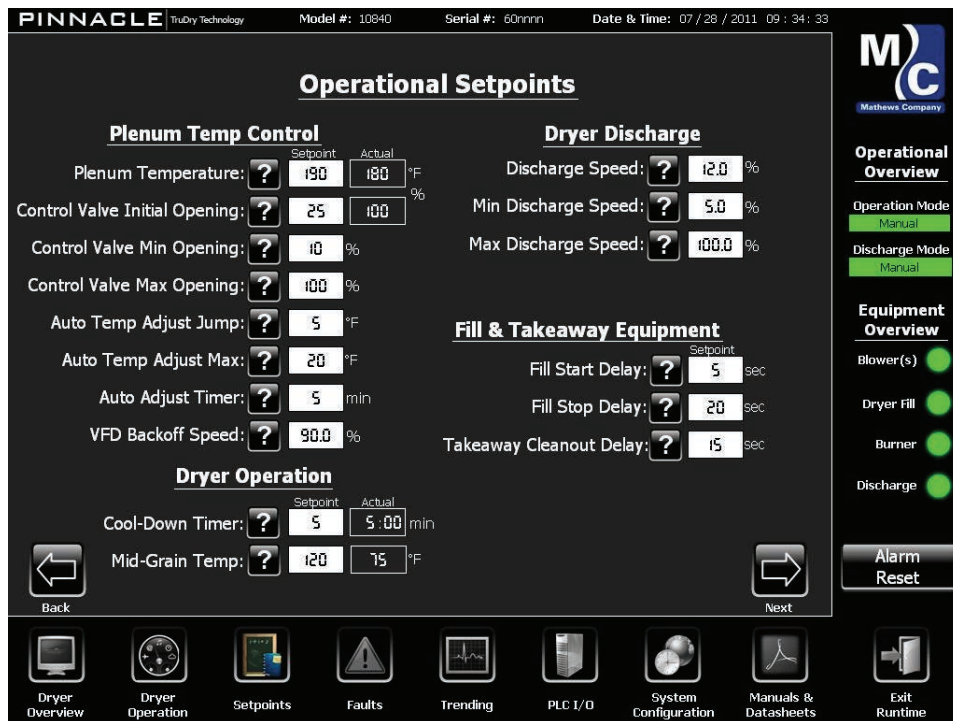 PINNACLE TruDry Technology Model #: 10840 Serial #: 60nnnn Date & Time: 07/28/2011 09:34:33
MC
Mathews Company
Operational Setpoints
Plenum Temp Control
Setpoint Actual
Plenum Temperature: ? 190 180 °F
Control Valve Initial Opening: ? 25 100 %
Control Valve Min Opening: ? 10 %
Control Valve Max Opening: ? 100 %
Auto Temp Adjust Jump: ? 5 °F
Auto Temp Adjust Max: ? 20 °F
Auto Adjust Timer: ? 5 min
VFD Backoff Speed: ? 90.0 %
Dryer Operation
Setpoint Actual
Cool-Down Timer: ? 5 5:00 min
Mid-Grain Temp: ? 120 75 °F
Dryer Discharge
Discharge Speed: ? 12.0 %
Min Discharge Speed: ? 5.0 %
Max Discharge Speed: ? 100.0 %
Fill & Takeaway Equipment
Setpoint
Fill Start Delay: ? 5 sec
Fill Stop Delay: ? 20 sec
Takeaway Cleanout Delay: ? 15 sec
Back
Next
Operational
Overview
Operation Mode
Manual
Discharge Mode
Manual
Equipment
Overview
Blower(s)
Dryer Fill
Burner
Discharge
Alarm
Reset
Dryer
Overview
Dryer
Operation
Setpoints
Faults
Trending
PLC I/O
System
Configuration
Manuals &
Datasheets
Exit
Runtime